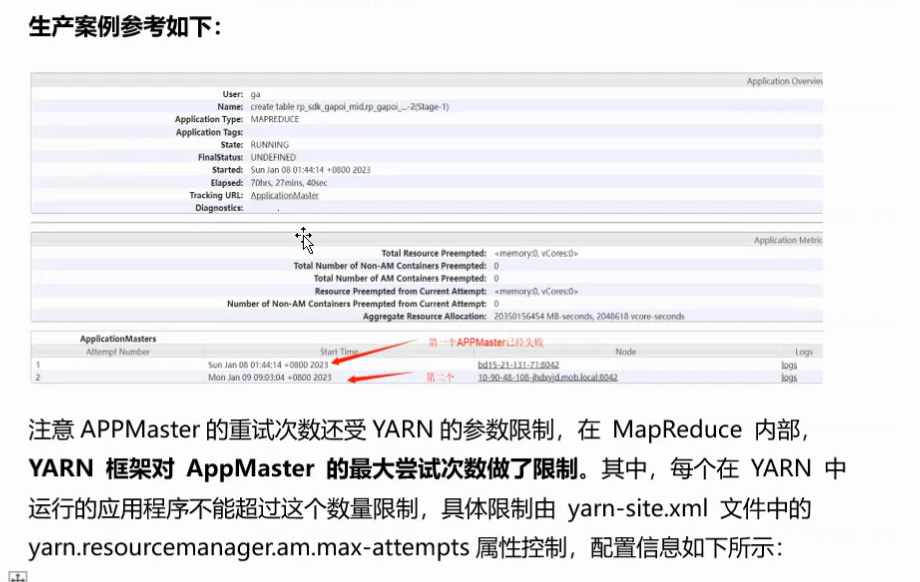 生产案例参考如下：
Application Overview
User: ga
Name: create table rp_sdk_gapoi_mid.rp_gapoi_...-2(Stage-1)
Application Type: MAPREDUCE
Application Tags:
State: RUNNING
FinalStatus: UNDEFINED
Started: Sun Jan 08 01:44:14 +0800 2023
Elapsed: 70hrs, 27mins, 40sec
Tracking URL: ApplicationMaster
Diagnostics:
Application Metric
Total Resource Preempted: <memory:0, vCores:0>
Total Number of Non-AM Containers Preempted: 0
Total Number of AM Containers Preempted: 0
Resource Preempted from Current Attempt: <memory:0, vCores:0>
Number of Non-AM Containers Preempted from Current Attempt: 0
Aggregate Resource Allocation: 20350156454 MB-seconds, 2048618 vcore-seconds
ApplicationMasters
第一个APPMaster已经失败
Attempt Number Start Time Node Logs
1 Sun Jan 08 01:44:14 +0800 2023 bd15-21-131-71:8042 logs
2 Mon Jan 09 09:03:04 +0800 2023 第二个 10-90-48-108-jhdxyjd.mob.local:8042 logs
注意 APPMaster 的重试次数还受 YARN 的参数限制，在 MapReduce 内部，
YARN 框架对 AppMaster 的最大尝试次数做了限制。其中，每个在 YARN 中
运行的应用程序不能超过这个数量限制，具体限制由 yarn-site.xml 文件中的
yarn.resourcemanager.am.max-attempts 属性控制，配置信息如下所示：